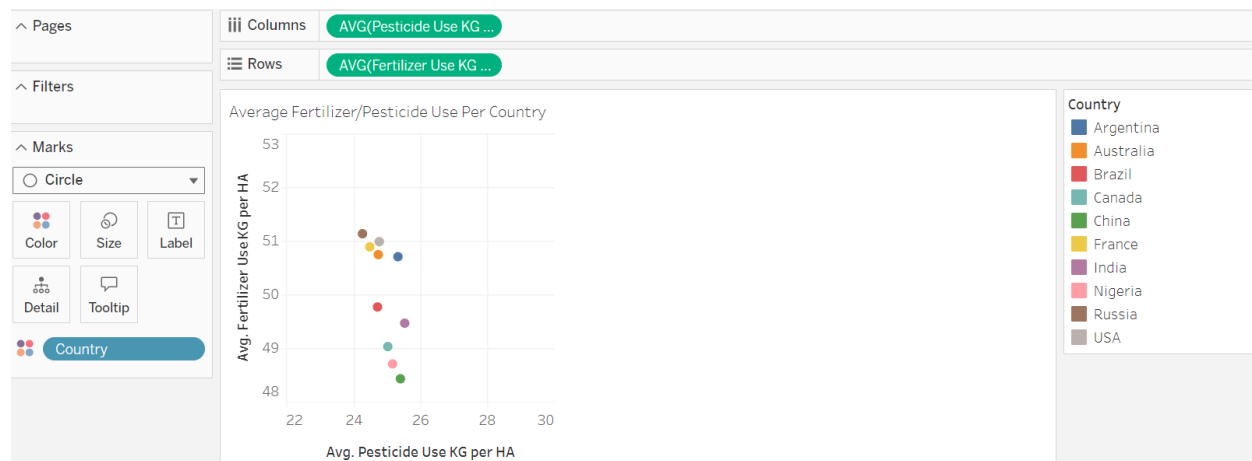 Pages
Filters
Marks
Circle
Color
Size
Label
Detail
Tooltip
Country
Columns
AVG(Pesticide Use KG ...
Rows
AVG(Fertilizer Use KG ...
Average Fertilizer/Pesticide Use Per Country
Avg. Fertilizer Use KG per HA
53
52
51
50
49
48
22 24 26 28 30
Avg. Pesticide Use KG per HA
Country
Argentina
Australia
Brazil
Canada
China
France
India
Nigeria
Russia
USA